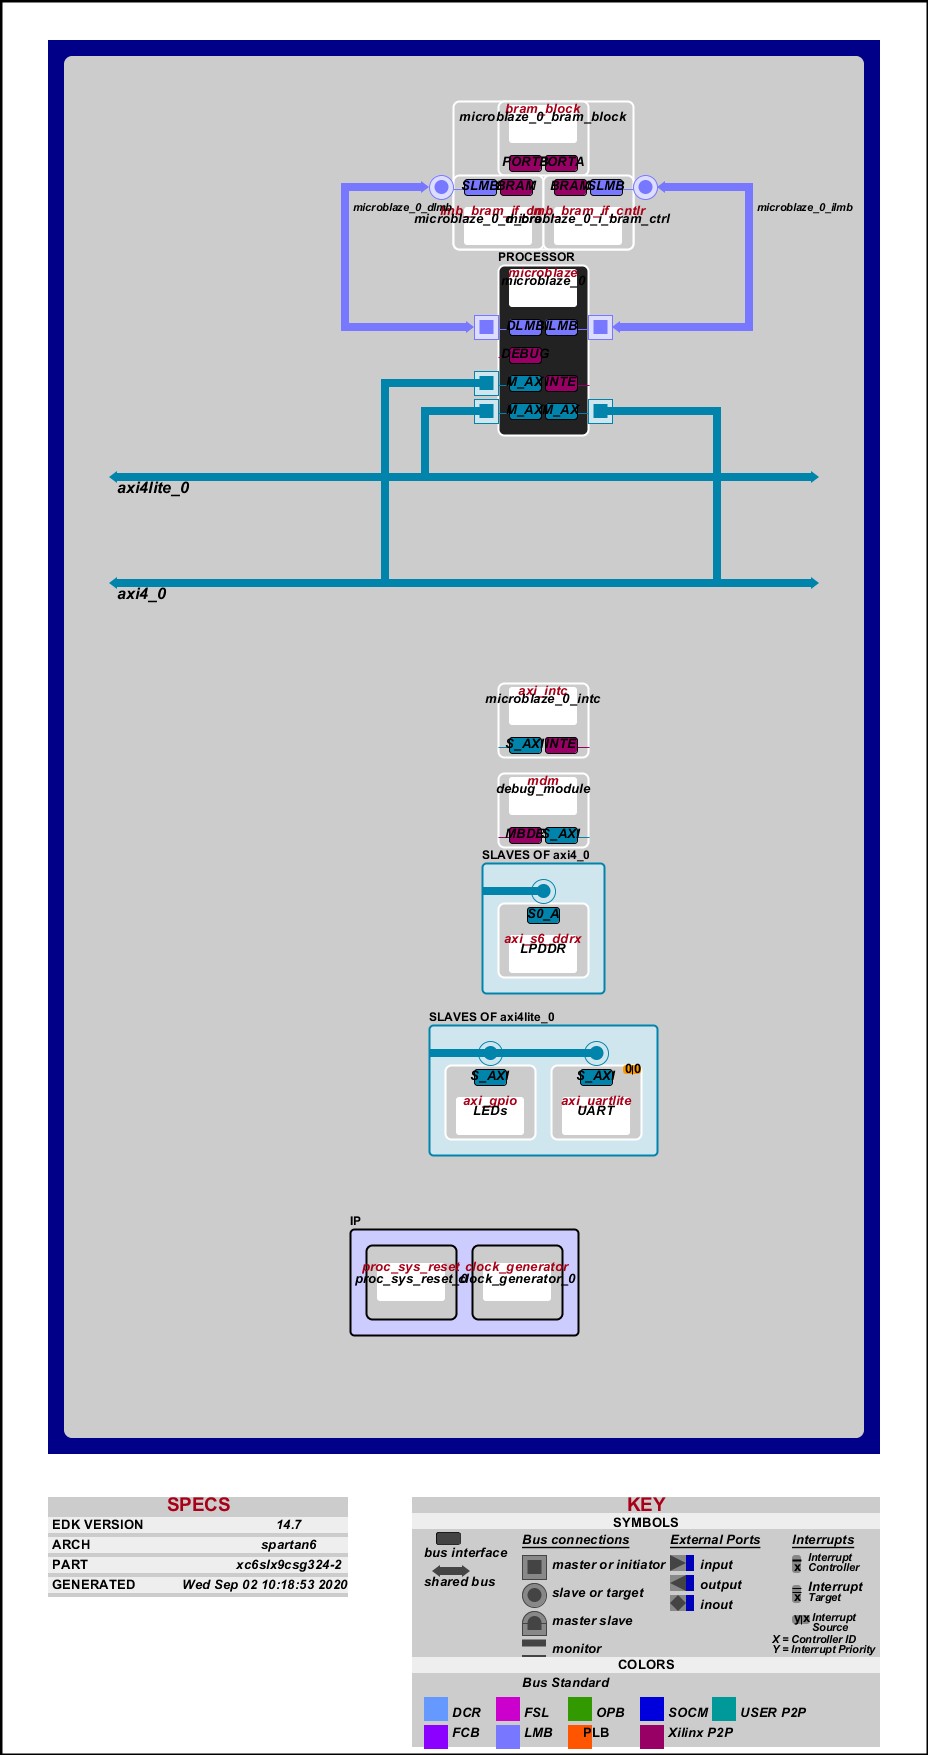 bram_block
microblaze_0_bram_block
PORTB PORTA
SLMB BRAM BRAM SLMB
microblaze_0_dlmb
microblaze_0_ilmb
lmb_bram_if_cntlr
microblaze_0_i_bram_ctrl
PROCESSOR
microblaze
microblaze_0
DLMB ILMB
DEBUG
M_AX INTE
M_AX M_AX
axi4lite_0
axi4_0
axi_intc
microblaze_0_intc
S_AXI INTE
mdm
debug_module
MBDE S_AXI
SLAVES OF axi4_0
S0_A
axi_s6_ddrx
LPDDR
SLAVES OF axi4lite_0
0|0
S_AXI S_AXI
axi_gpio axi_uartlite
LEDs UART
IP
proc_sys_reset clock_generator
proc_sys_reset_0 clock_generator_0
SPECS
EDK VERSION 14.7
ARCH spartan6
PART xc6slx9csg324-2
GENERATED Wed Sep 02 10:18:53 2020
KEY
SYMBOLS
bus interface
shared bus
Bus connections
master or initiator
slave or target
master slave
monitor
External Ports
input
output
inout
Interrupts
Interrupt
Controller
x
Interrupt
Target
x
y|x Interrupt
Source
X = Controller ID
Y = Interrupt Priority
COLORS
Bus Standard
DCR FSL OPB SOCM USER P2P
FCB LMB PLB Xilinx P2P